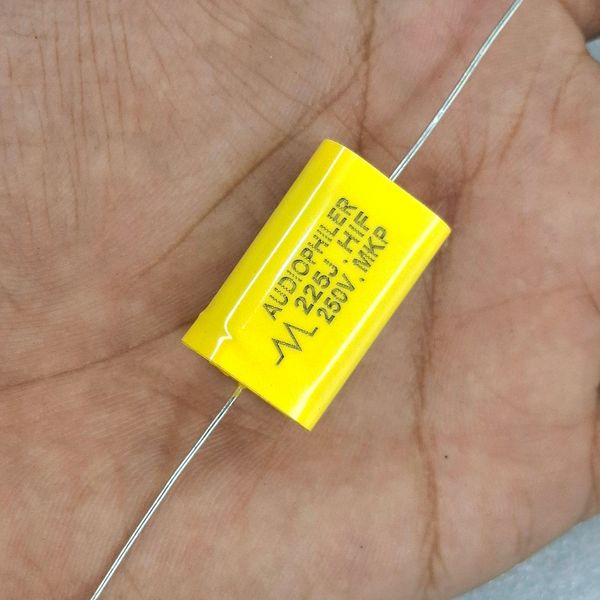 AUDIOPHILER
225J . HIF
250V . MKP